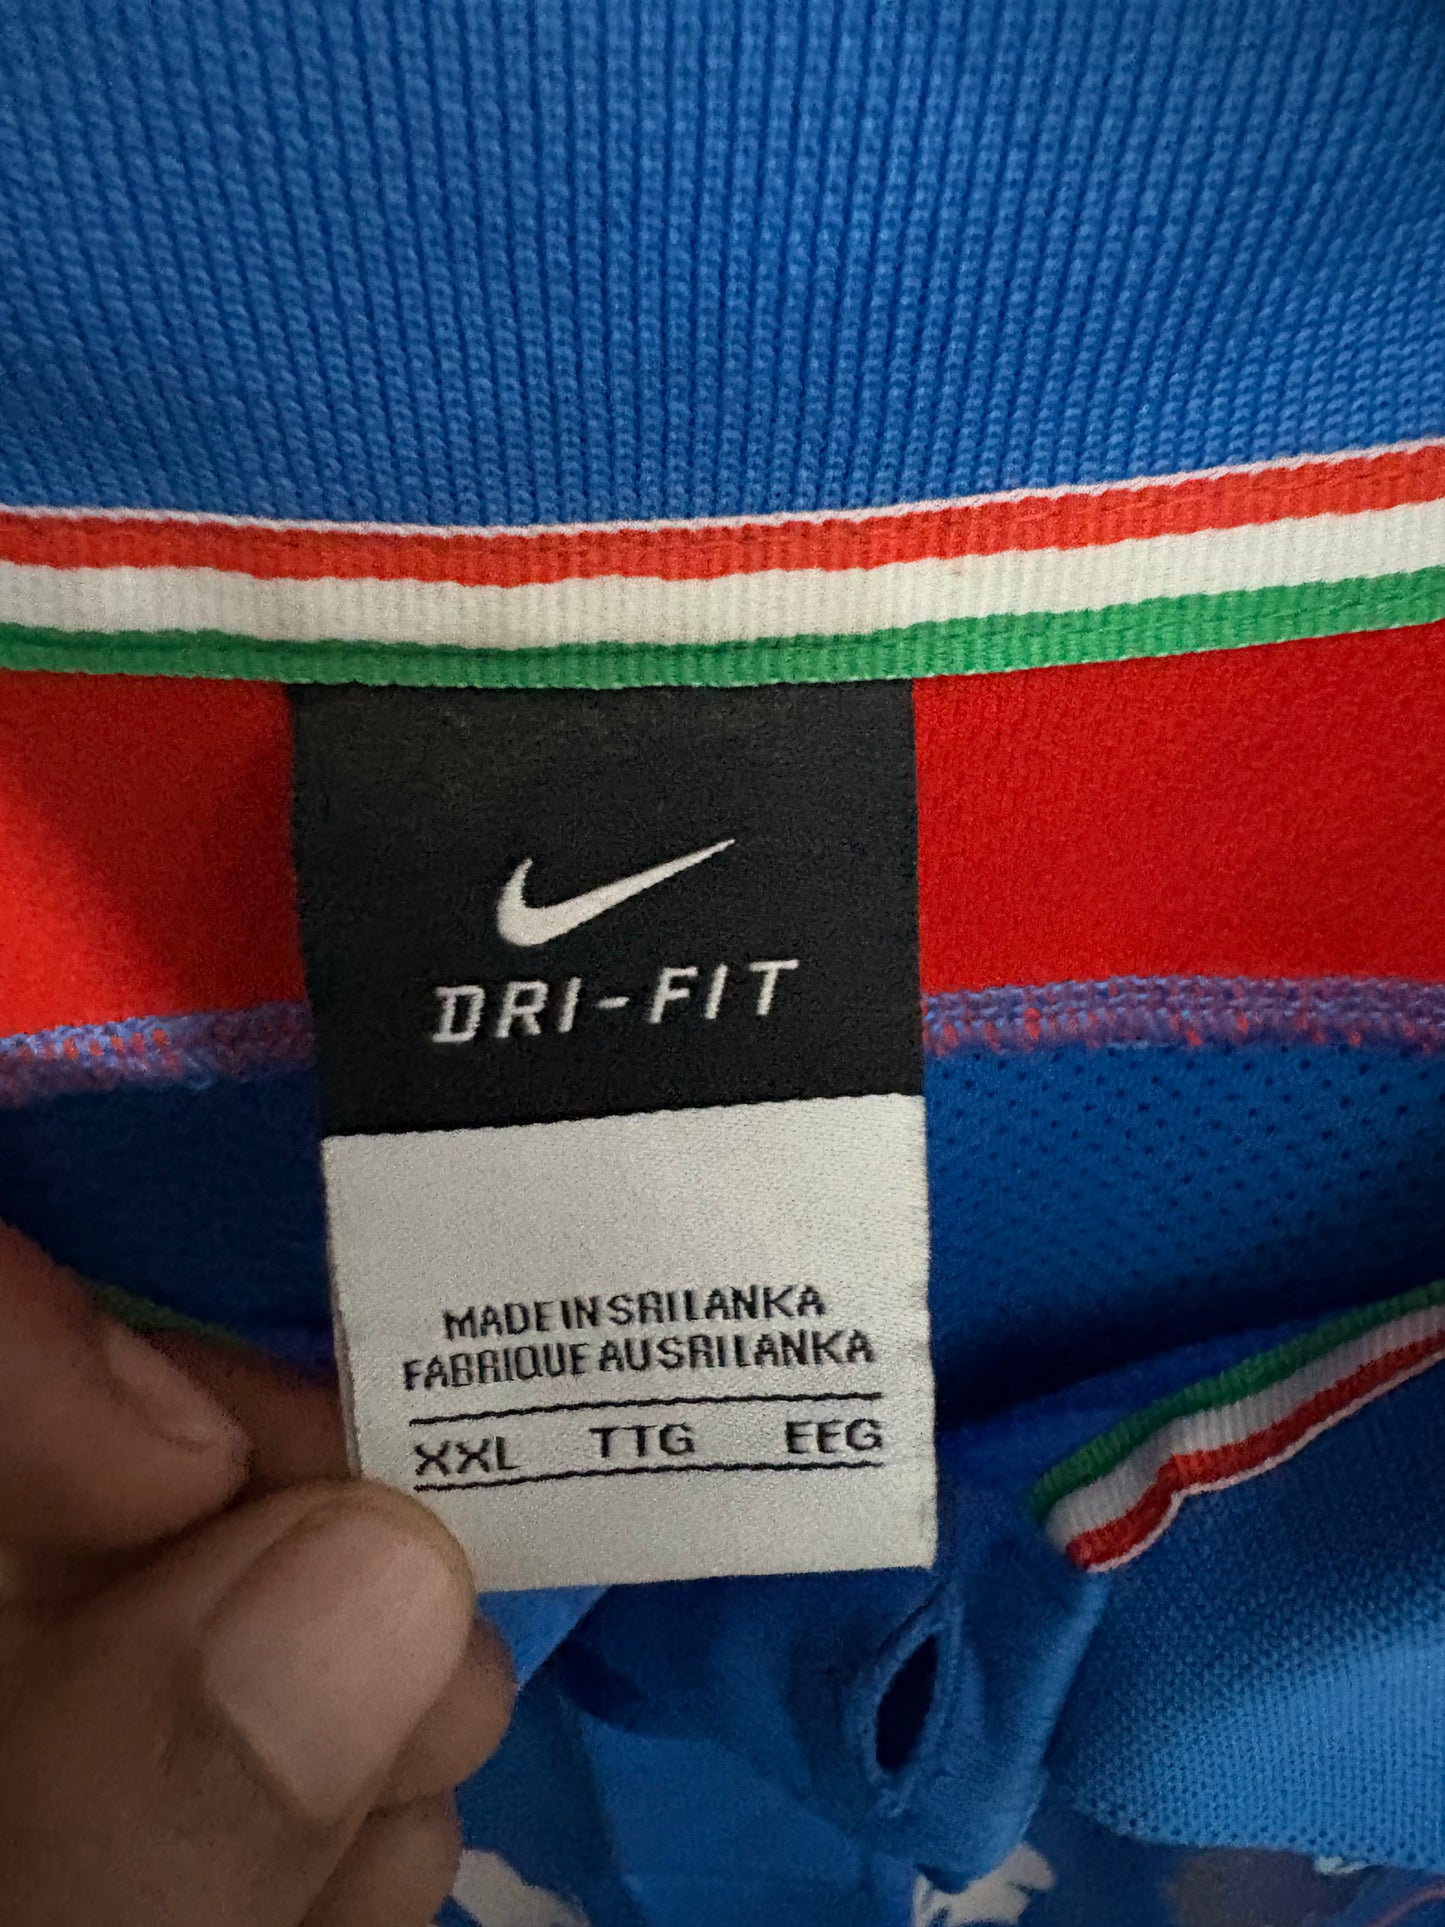 DRI-FIT
MADE IN SRI LANKA
FABRIQUE AU SRI LANKA
XXL TTG EEG